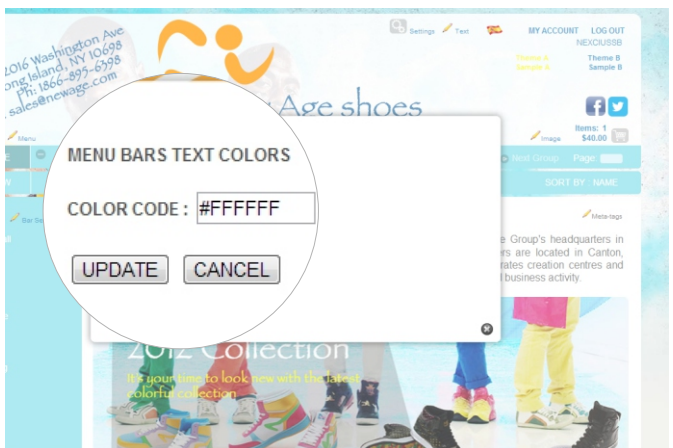 2016 Washington Ave
ong Island, NY 10698
Ph: 1866-895-6598
sales@newage.com
Settings
Text
MY ACCOUNT LOG OUT
NEXCIUSSB
Theme A
Sample A
Theme B
Sample B
Age shoes
Items: 1
$40.00
Menu
Image
Next Group Page:
SORT BY: NAME
Bar Se
Meta-tags
MENU BARS TEXT COLORS
COLOR CODE : #FFFFFF
UPDATE CANCEL
e Group's headquarters in
rs are located in Canton,
rates creation centres and
d business activity.
2012 Collection
It's your time to look new with the latest
colorful collection